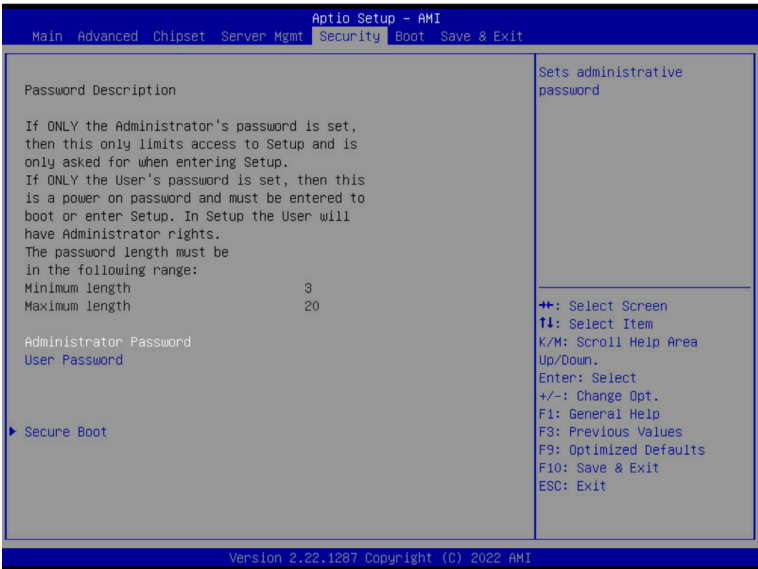 Aptio Setup – AMI
Main Advanced Chipset Server Mgmt Security Boot Save & Exit
Password Description
If ONLY the Administrator's password is set,
then this only limits access to Setup and is
only asked for when entering Setup.
If ONLY the User's password is set, then this
is a power on password and must be entered to
boot or enter Setup. In Setup the User will
have Administrator rights.
The password length must be
in the following range:
Minimum length 3
Maximum length 20
Administrator Password
User Password
Secure Boot
Sets administrative
password
→←: Select Screen
↑↓: Select Item
K/M: Scroll Help Area
Up/Down.
Enter: Select
+/-: Change Opt.
F1: General Help
F3: Previous Values
F9: Optimized Defaults
F10: Save & Exit
ESC: Exit
Version 2.22.1287 Copyright (C) 2022 AMI